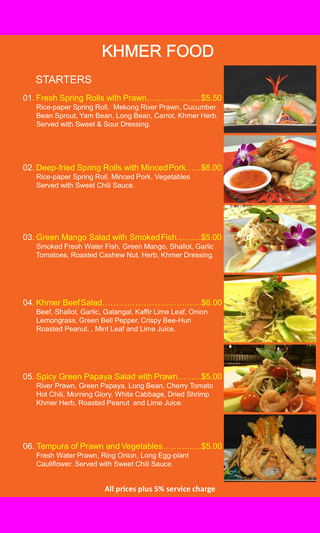 KHMER FOOD
STARTERS
01. Fresh Spring Rolls with Prawn……………….$5.50
Rice-paper Spring Roll, Mekong River Prawn, Cucumber
Bean Sprout, Yam Bean, Long Bean, Carrot, Khmer Herb.
Served with Sweet & Sour Dressing.
02. Deep-fried Spring Rolls with Minced Pork…...$6.00
Rice-paper Spring Roll, Minced Pork, Vegetables
Served with Sweet Chili Sauce.
03. Green Mango Salad with Smoked Fish….…...$5.00
Smoked Fresh Water Fish, Green Mango, Shallot, Garlic
Tomatoes, Roasted Cashew Nut, Herb, Khmer Dressing.
04. Khmer Beef Salad…………………………......$6.00
Beef, Shallot, Garlic, Galangal, Kaffir Lime Leaf, Onion
Lemongrass, Green Bell Pepper, Crispy Bee-Hun
Roasted Peanut, , Mint Leaf and Lime Juice.
05. Spicy Green Papaya Salad with Prawn….…..$5.00
River Prawn, Green Papaya, Long Bean, Cherry Tomato
Hot Chili, Morning Glory, White Cabbage, Dried Shrimp
Khmer Herb, Roasted Peanut and Lime Juice.
06. Tempura of Prawn and Vegetables…………...$5.00
Fresh Water Prawn, Ring Onion, Long Egg-plant
Cauliflower. Served with Sweet Chili Sauce.
All prices plus 5% service charge